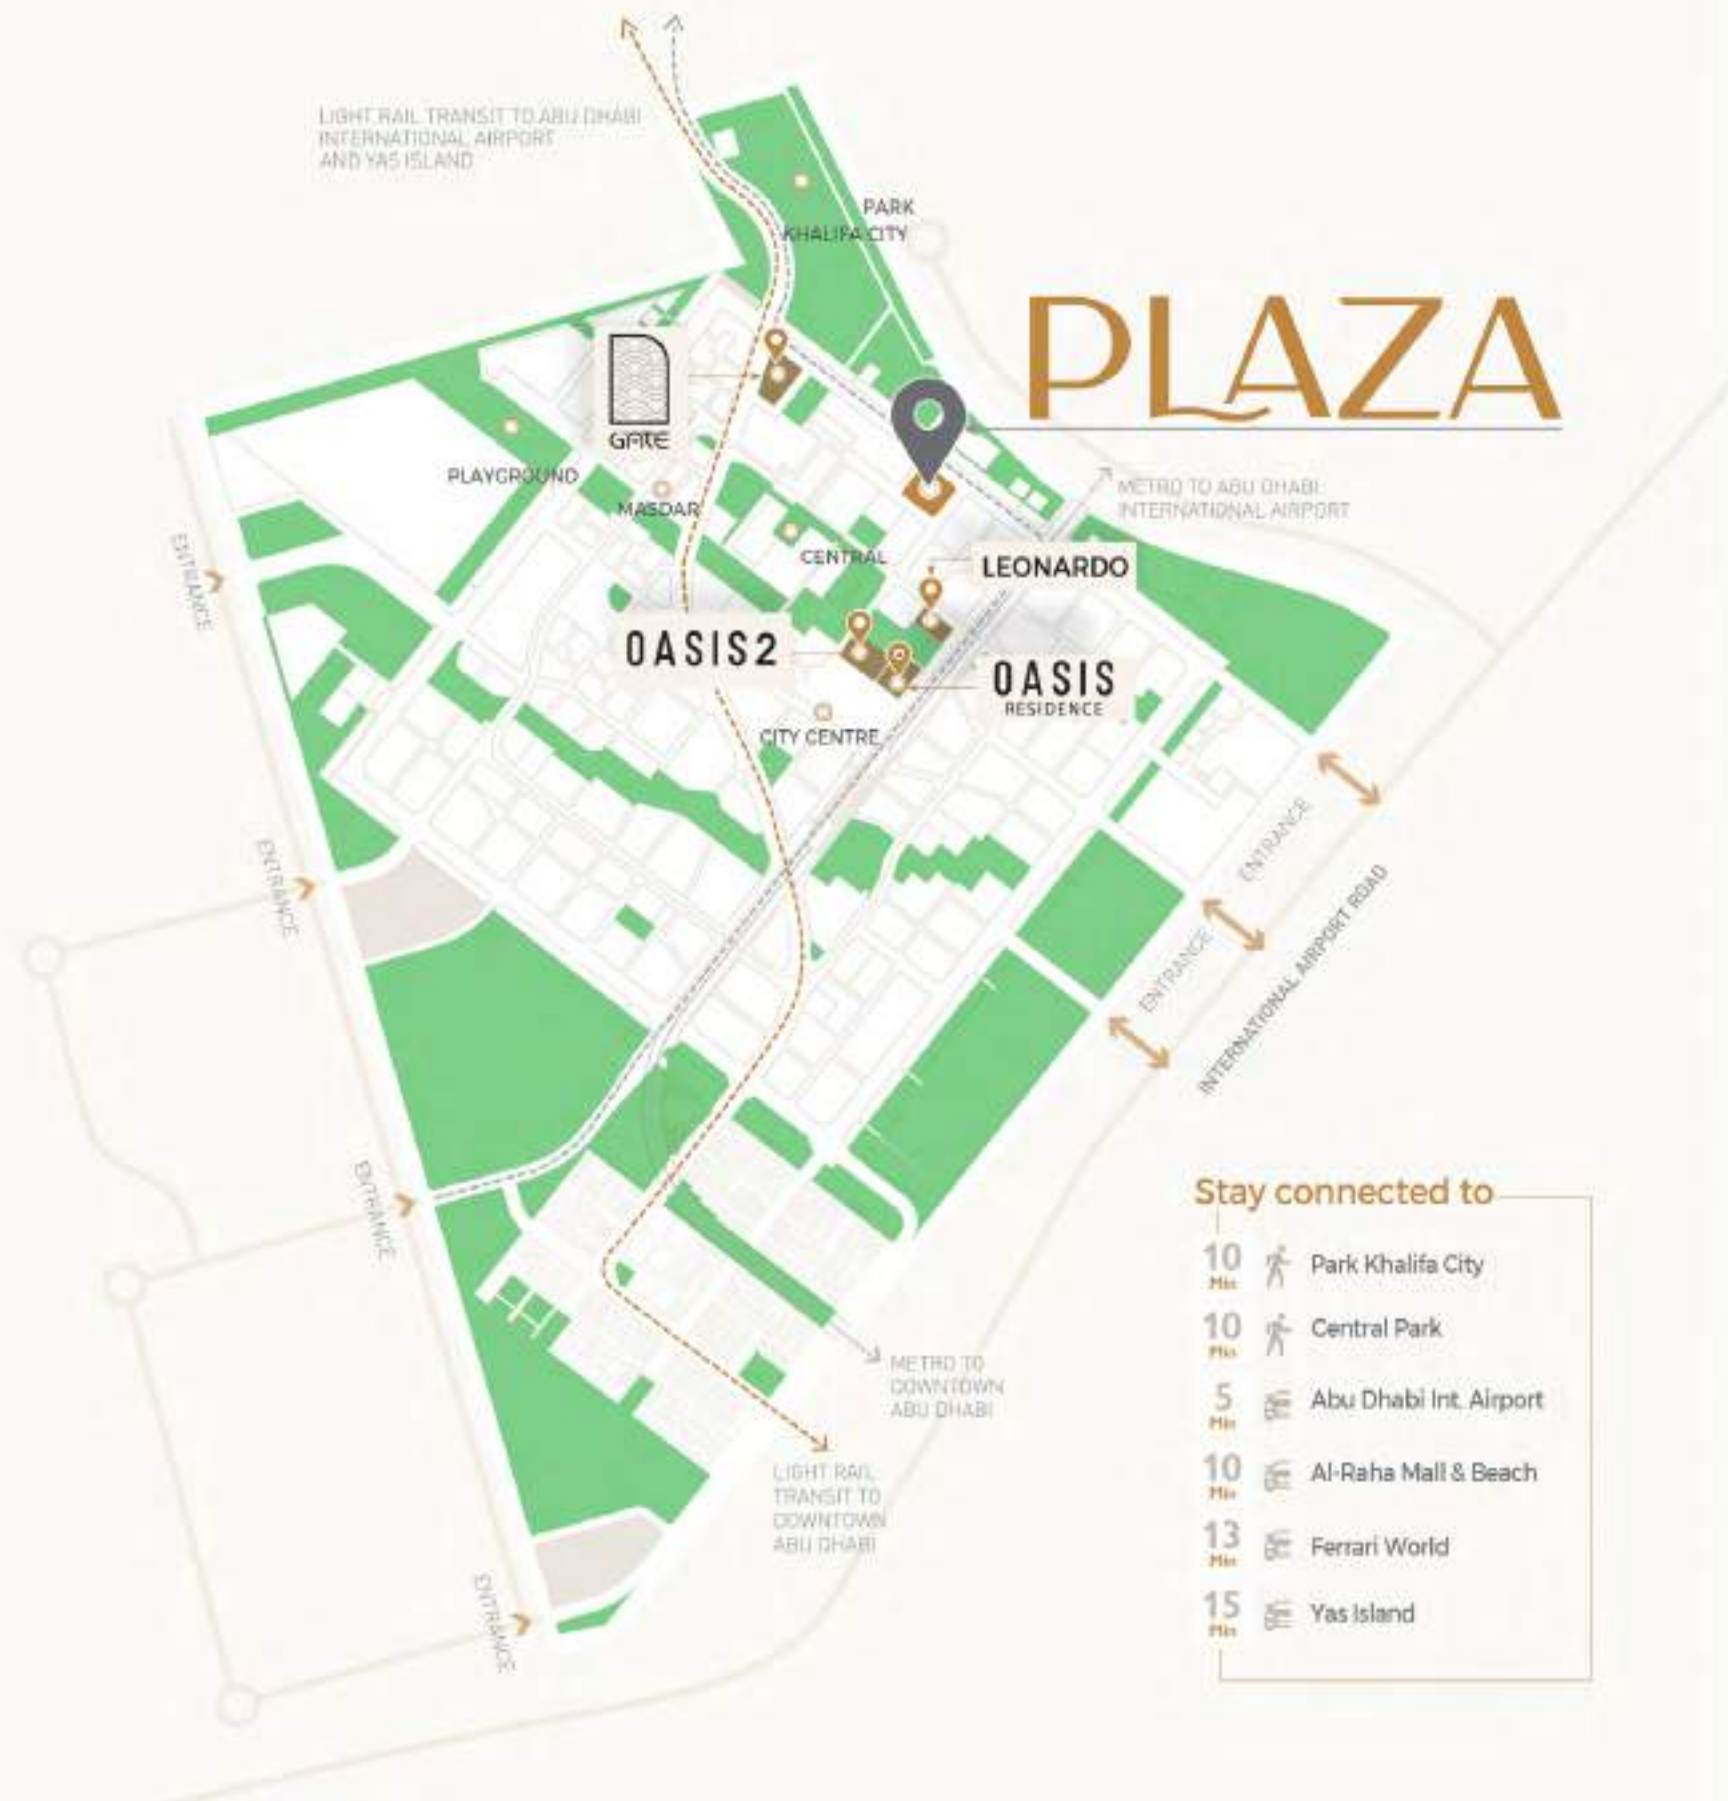 LIGHT RAIL TRANSIT TO ABU DHABI
INTERNATIONAL AIRPORT
AND YAS ISLAND
PARK
KHALIFA CITY
PLAZA
GATE
PLAYGROUND
MASDAR
METRO TO ABU DHABI
INTERNATIONAL AIRPORT
CENTRAL
LEONARDO
ENTRANCE
OASIS2
OASIS
RESIDENCE
CITY CENTRE
ENTRANCE
ENTRANCE
ENTRANCE
INTERNATIONAL AIRPORT ROAD
ENTRANCE
METRO TO
DOWNTOWN
ABU DHABI
LIGHT RAIL
TRANSIT TO
DOWNTOWN
ABU DHABI
ENTRANCE
Stay connected to
10 Min Park Khalifa City
10 Min Central Park
5 Min Abu Dhabi Int. Airport
10 Min Al-Raha Mall & Beach
13 Min Ferrari World
15 Min Yas Island